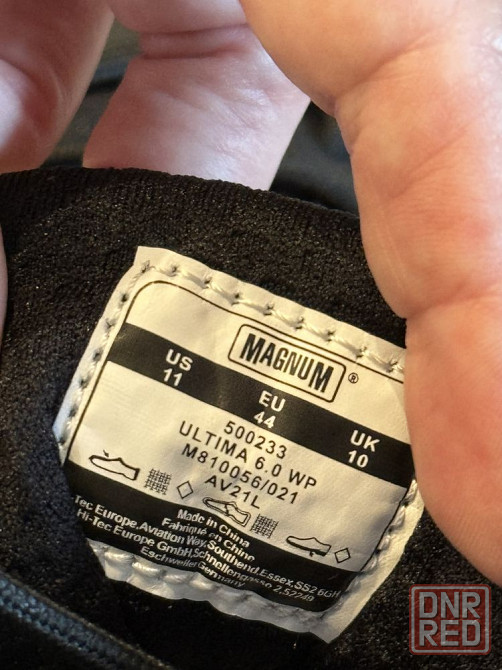 MAGNUM ®
US EU UK
11 44 10
500233
ULTIMA 6.0 WP
M810056/021
AV21L
Made in China
Fabriqué en Chine
Tec Europe, Aviation Way, Southend, Essex, SS2 6GH
Hi-Tec Europe GmbH, Schnellengasse 2, 52249
Eschweiler Germany
DNR
RED